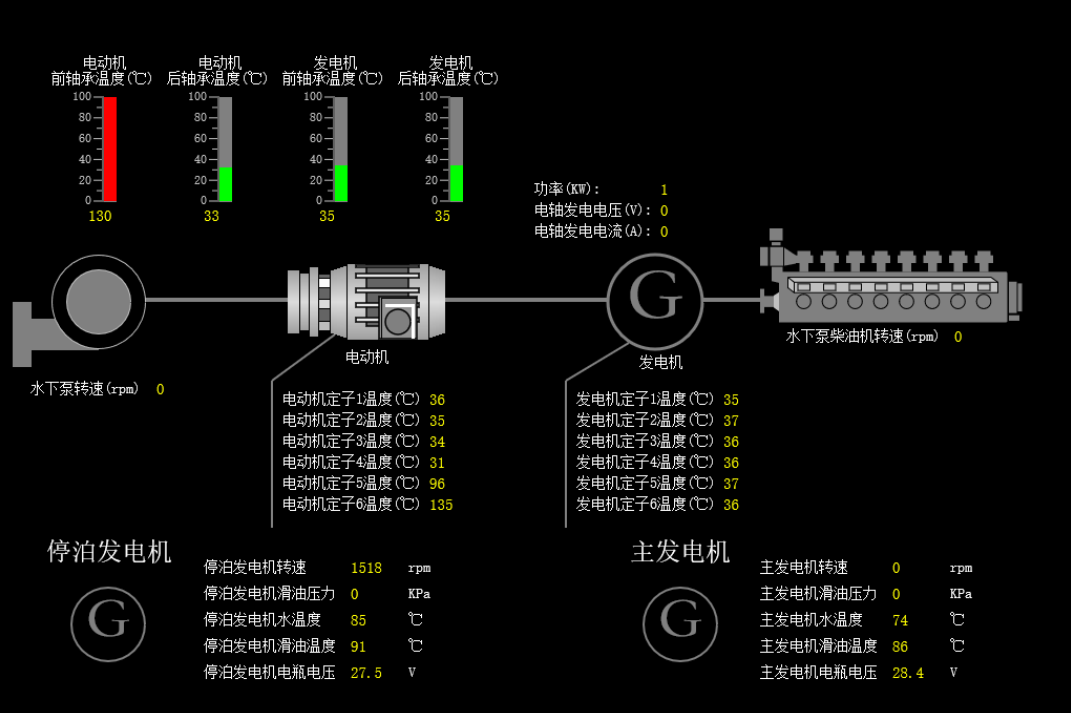 电动机 电动机 发电机 发电机
前轴承温度(℃) 后轴承温度(℃) 前轴承温度(℃) 后轴承温度(℃)
100 100 100 100
80 80 80 80
60 60 60 60
40 40 40 40
20 20 20 20
0 0 0 0
130 33 35 35
功率(KW): 1
电轴发电电压(V): 0
电轴发电电流(A): 0
G
水下泵柴油机转速(rpm) 0
电动机
发电机
水下泵转速(rpm) 0
电动机定子1温度(℃) 36
电动机定子2温度(℃) 35
电动机定子3温度(℃) 34
电动机定子4温度(℃) 31
电动机定子5温度(℃) 96
电动机定子6温度(℃) 135
发电机定子1温度(℃) 35
发电机定子2温度(℃) 37
发电机定子3温度(℃) 36
发电机定子4温度(℃) 36
发电机定子5温度(℃) 37
发电机定子6温度(℃) 36
停泊发电机
G
停泊发电机转速 1518 rpm
停泊发电机滑油压力 0 KPa
停泊发电机水温度 85 ℃
停泊发电机滑油温度 91 ℃
停泊发电机电瓶电压 27.5 V
主发电机
G
主发电机转速 0 rpm
主发电机滑油压力 0 KPa
主发电机水温度 74 ℃
主发电机滑油温度 86 ℃
主发电机电瓶电压 28.4 V